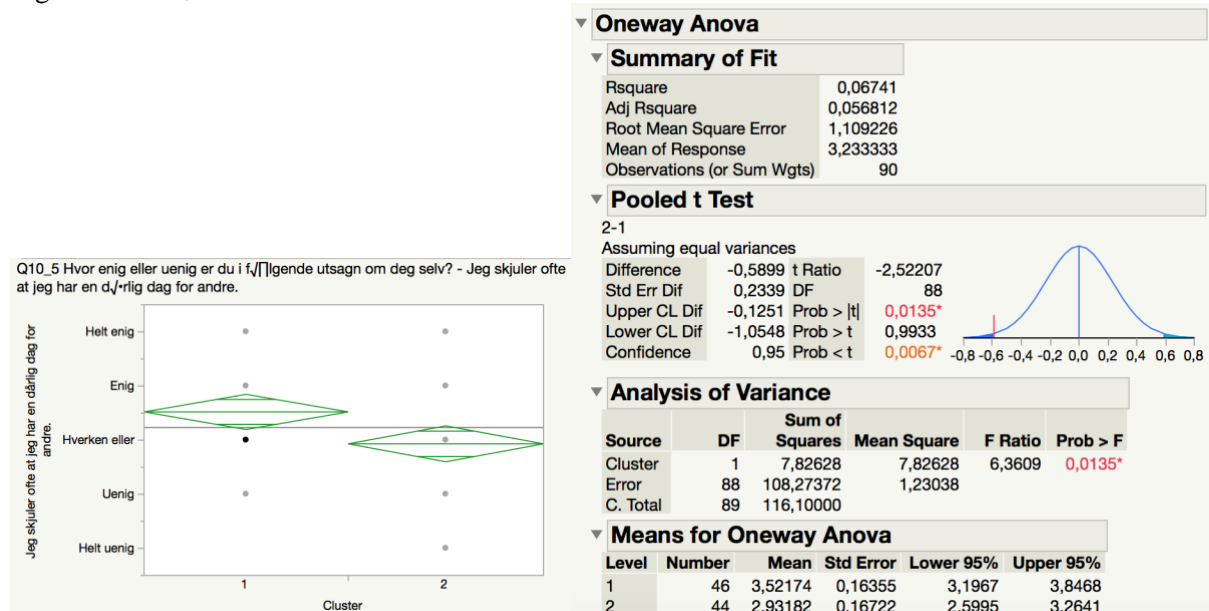 Q10_5 Hvor enig eller uenig er du i f√∏lgende utsagn om deg selv? - Jeg skjuler ofte
at jeg har en d√•rlig dag for andre.
Jeg skjuler ofte at jeg har en dårlig dag for
andre.
Helt enig
Enig
Hverken eller
Uenig
Helt uenig
1 2
Cluster
Oneway Anova
Summary of Fit
Rsquare 0,06741
Adj Rsquare 0,056812
Root Mean Square Error 1,109226
Mean of Response 3,233333
Observations (or Sum Wgts) 90
Pooled t Test
2-1
Assuming equal variances
Difference -0,5899 t Ratio -2,52207
Std Err Dif 0,2339 DF 88
Upper CL Dif -0,1251 Prob > |t| 0,0135*
Lower CL Dif -1,0548 Prob > t 0,9933
Confidence 0,95 Prob < t 0,0067*
-0,8 -0,6 -0,4 -0,2 0,0 0,2 0,4 0,6 0,8
Analysis of Variance
Source DF Sum of Squares Mean Square F Ratio Prob > F
Cluster 1 7,82628 7,82628 6,3609 0,0135*
Error 88 108,27372 1,23038
C. Total 89 116,10000
Means for Oneway Anova
Level Number Mean Std Error Lower 95% Upper 95%
1 46 3,52174 0,16355 3,1967 3,8468
2 44 2,93182 0,16722 2,5995 3,2641